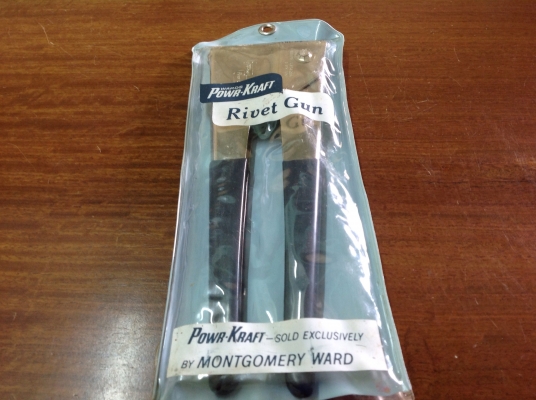 POWR-KRAFT
Rivet Gun
POWR-KRAFT — SOLD EXCLUSIVELY
BY MONTGOMERY WARD